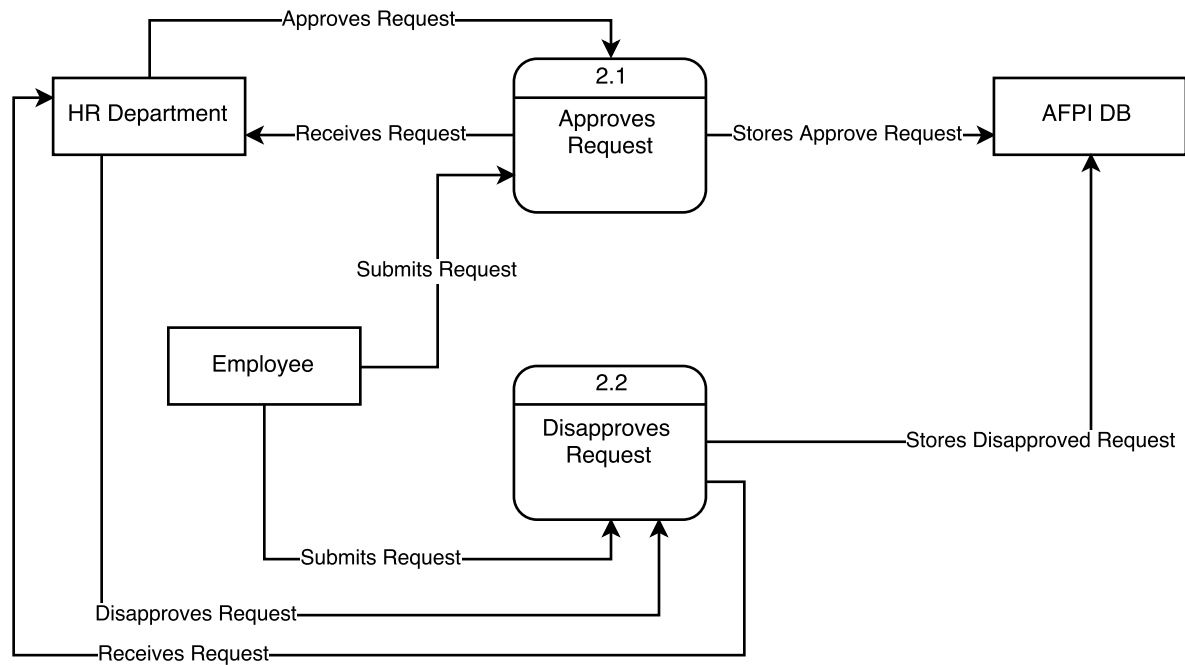 Approves Request
2.1
HR Department
Approves
Request
AFPI DB
Receives Request
Stores Approve Request
Submits Request
Employee
2.2
Disapproves
Request
Stores Disapproved Request
Submits Request
Disapproves Request
Receives Request